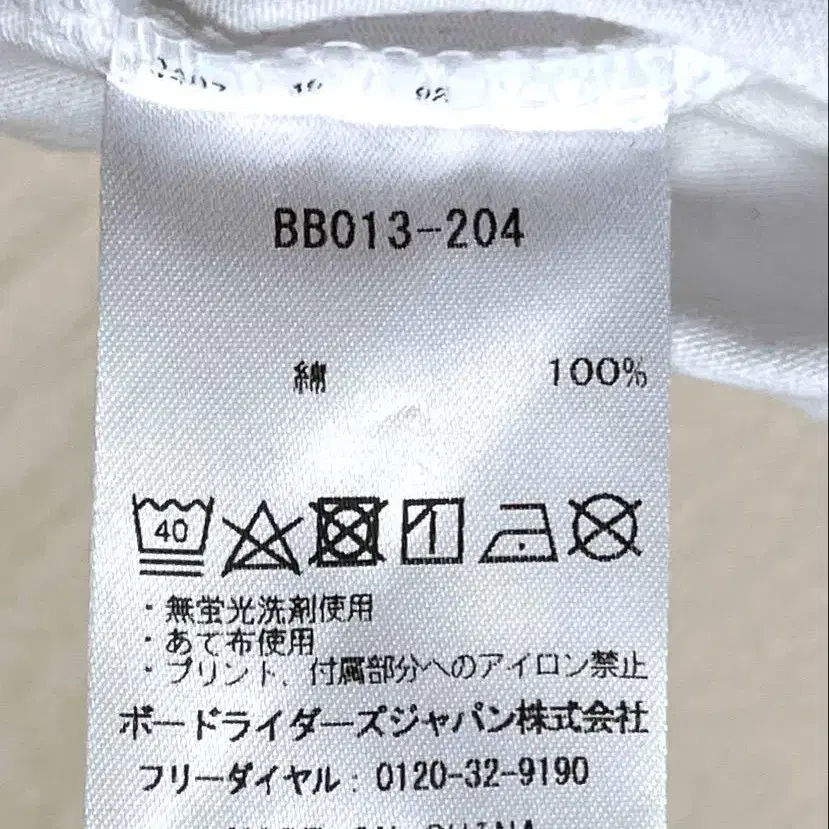 BB013-204
綿 100%
40
・無蛍光洗剤使用
・あて布使用
・プリント、付属部分へのアイロン禁止
ボードライダーズジャパン株式会社
フリーダイヤル: 0120-32-9190